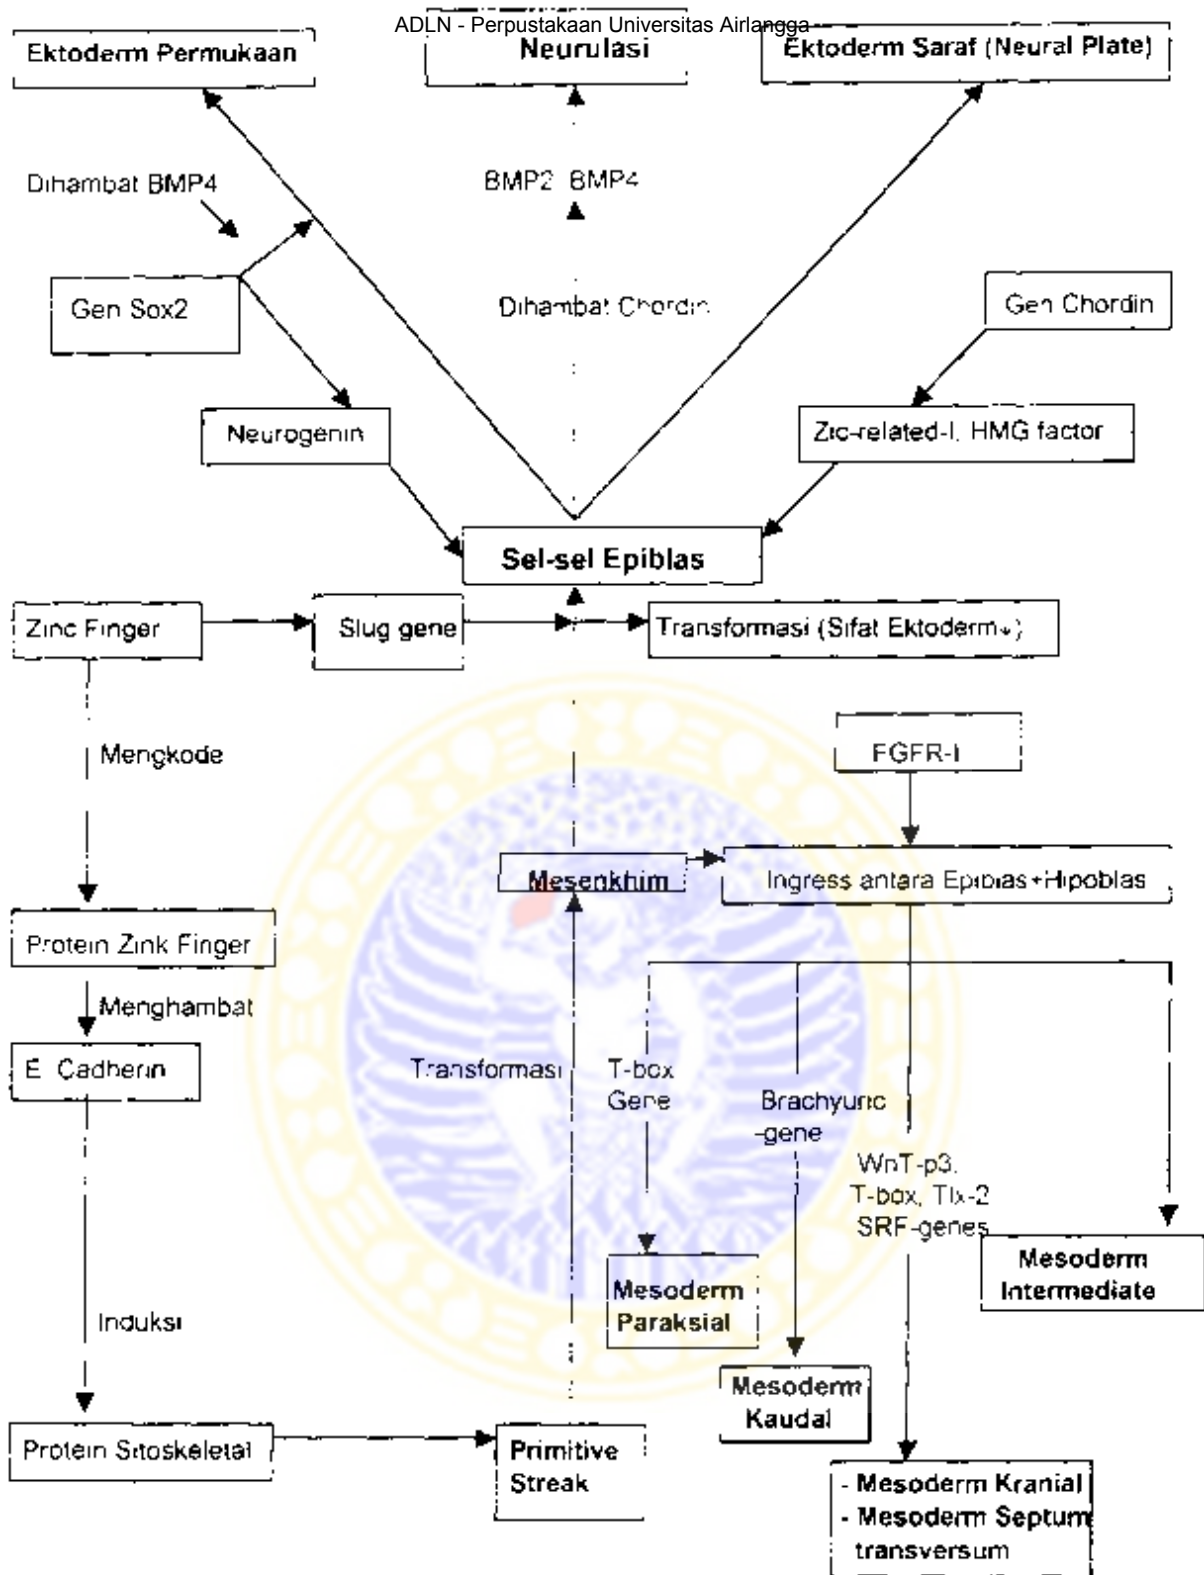 ADLN - Perpustakaan Universitas Airlangga
Ektoderm Permukaan
Neurulasi
Ektoderm Saraf (Neural Plate)
Dihambat BMP4
BMP2 BMP4
Gen Sox2
Dihambat Chordin
Gen Chordin
Neurogenin
Zic-related-I, HMG factor
Sel-sel Epiblas
Zinc Finger
Slug gene
Transformasi (Sifat Ektoderm↓)
Mengkode
FGFR-I
Mesenkhim
Ingress antara Epiblas+Hipoblas
Protein Zink Finger
Menghambat
E. Cadherin
Transformasi
T-box
Gene
Brachyuric
-gene
WnT-p3,
T-box, Tlx-2
SRF-genes
Mesoderm
Intermediate
Mesoderm
Paraksial
Induksi
Mesoderm
Kaudal
Protein Sitoskeletal
Primitive
Streak
- Mesoderm Kranial
- Mesoderm Septum
transversum